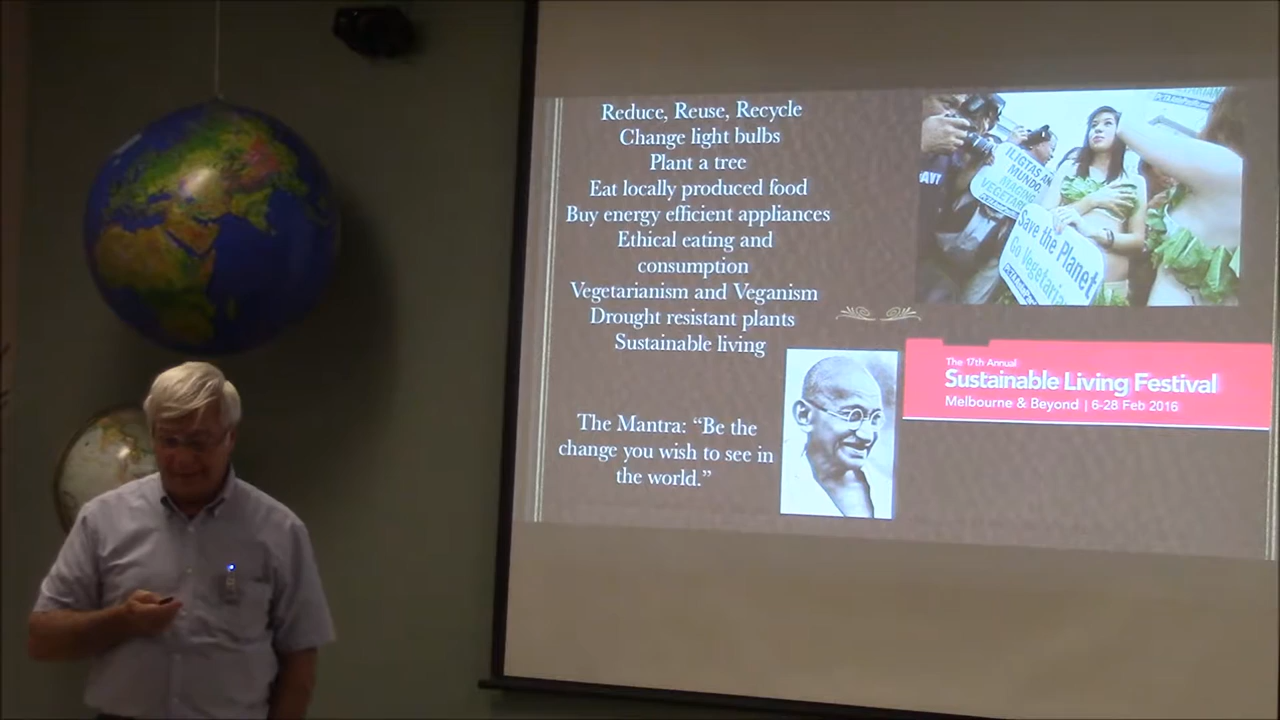 Reduce, Reuse, Recycle
Change light bulbs
Plant a tree
Eat locally produced food
Buy energy efficient appliances
Ethical eating and
consumption
Vegetarianism and Veganism
Drought resistant plants
Sustainable living
The Mantra: “Be the
change you wish to see in
the world.”
ILIGTAS AN
MUNDO.
MAGING
VEGETAR
Save the Planet
Go Vegetaria
The 17th Annual
Sustainable Living Festival
Melbourne & Beyond | 6-28 Feb 2016